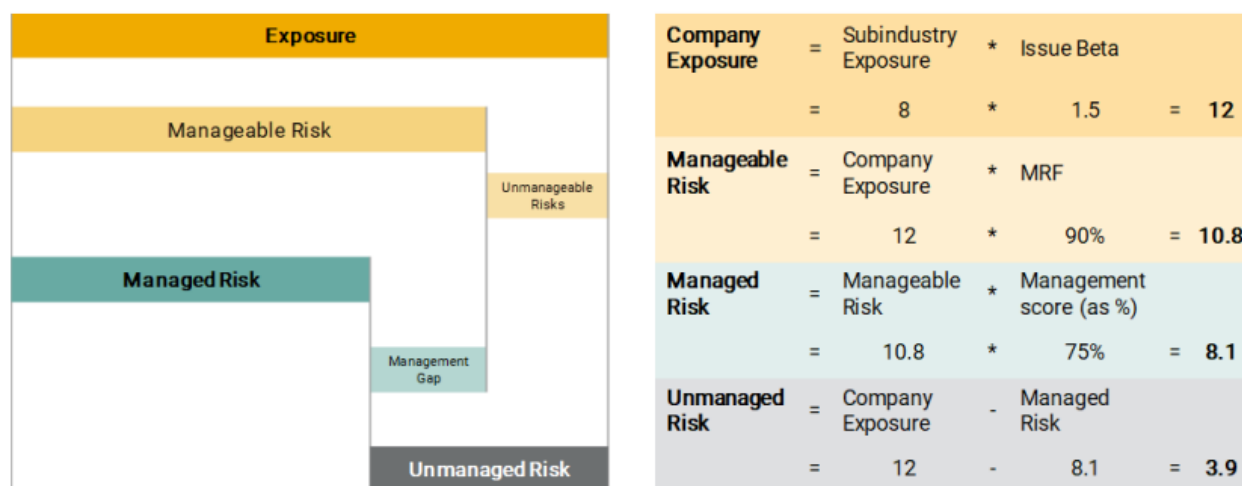 Exposure
Manageable Risk
Unmanageable
Risks
Managed Risk
Management
Gap
Unmanaged Risk
Company
Exposure
=
Subindustry
Exposure
*
Issue Beta
= 8 * 1.5 = 12
Manageable
Risk
=
Company
Exposure
*
MRF
= 12 * 90% = 10.8
Managed
Risk
=
Manageable
Risk
*
Management
score (as %)
= 10.8 * 75% = 8.1
Unmanaged
Risk
=
Company
Exposure
-
Managed
Risk
= 12 - 8.1 = 3.9